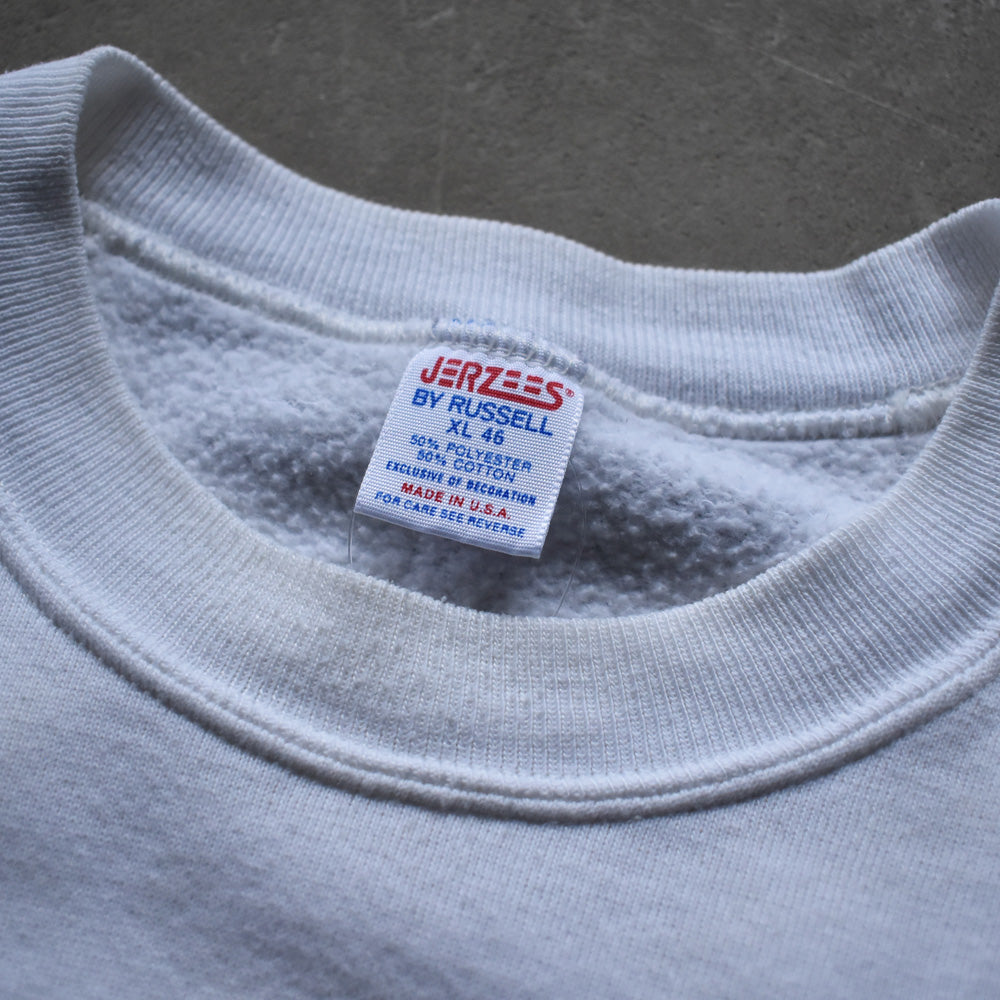 JERZEES®
BY RUSSELL
XL 46
50% POLYESTER
50% COTTON
EXCLUSIVE OF DECORATION
MADE IN U.S.A.
FOR CARE SEE REVERSE